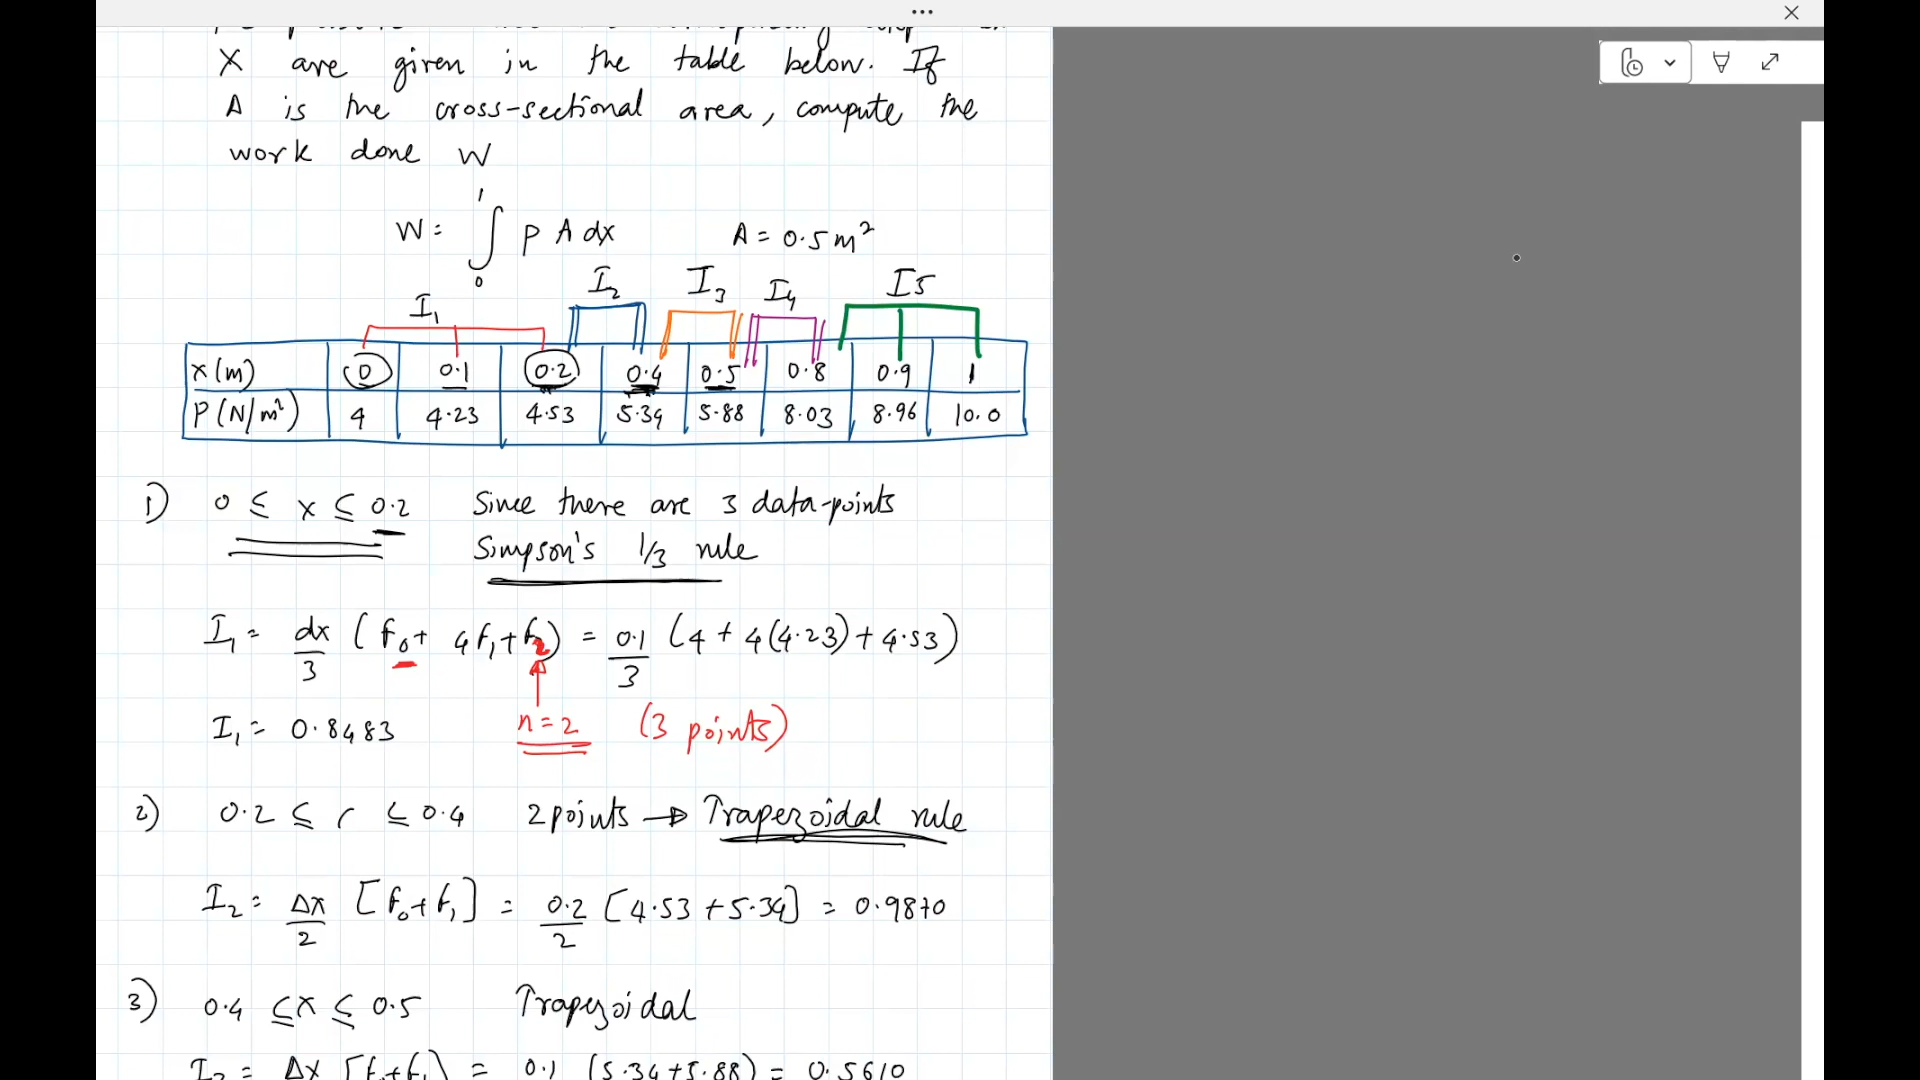 X are given in the table below. If
A is the cross-sectional area, compute the
work done W
W = ∫₀¹ P A dx A = 0.5 m²
I₁ I₂ I₃ I₄ I5
x(m) 0 0.1 0.2 0.4 0.5 0.8 0.9 1
P(N/m²) 4 4.23 4.53 5.34 5.88 8.03 8.96 10.0
1) 0 ≤ x ≤ 0.2 Since there are 3 data-points
Simpson's 1/3 rule
I₁ = dx/3 (f₀ + 4f₁ + f₂) = 0.1/3 (4 + 4(4.23) + 4.53)
I₁ = 0.8483 n=2 (3 points)
2) 0.2 ≤ ≤ 0.4 2 points → Trapezoidal rule
I₂ = Δx/2 [f₀+f₁] = 0.2/2 [4.53 + 5.34] = 0.9870
3) 0.4 ≤ x ≤ 0.5 Trapezoidal
= Δx [f₀+f₁) = 0.1 (5.34+5.88) = 0.5610